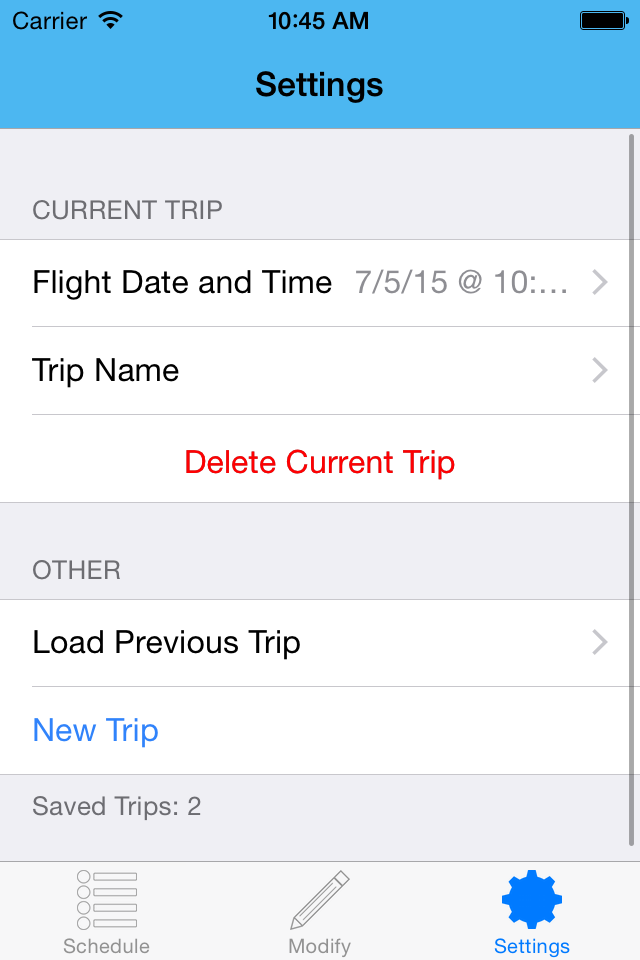 Carrier 10:45 AM
Settings
CURRENT TRIP
Flight Date and Time 7/5/15 @ 10:...
Trip Name
Delete Current Trip
OTHER
Load Previous Trip
New Trip
Saved Trips: 2
Schedule Modify Settings